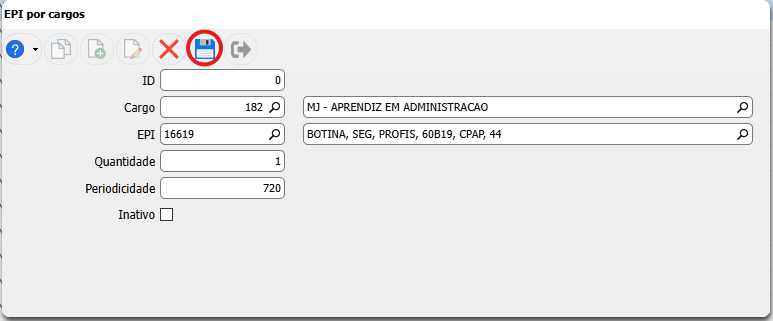 EPI por cargos
?
ID 0
Cargo 182 MJ - APRENDIZ EM ADMINISTRACAO
EPI 16619 BOTINA, SEG, PROFIS, 60B19, CPAP, 44
Quantidade 1
Periodicidade 720
Inativo